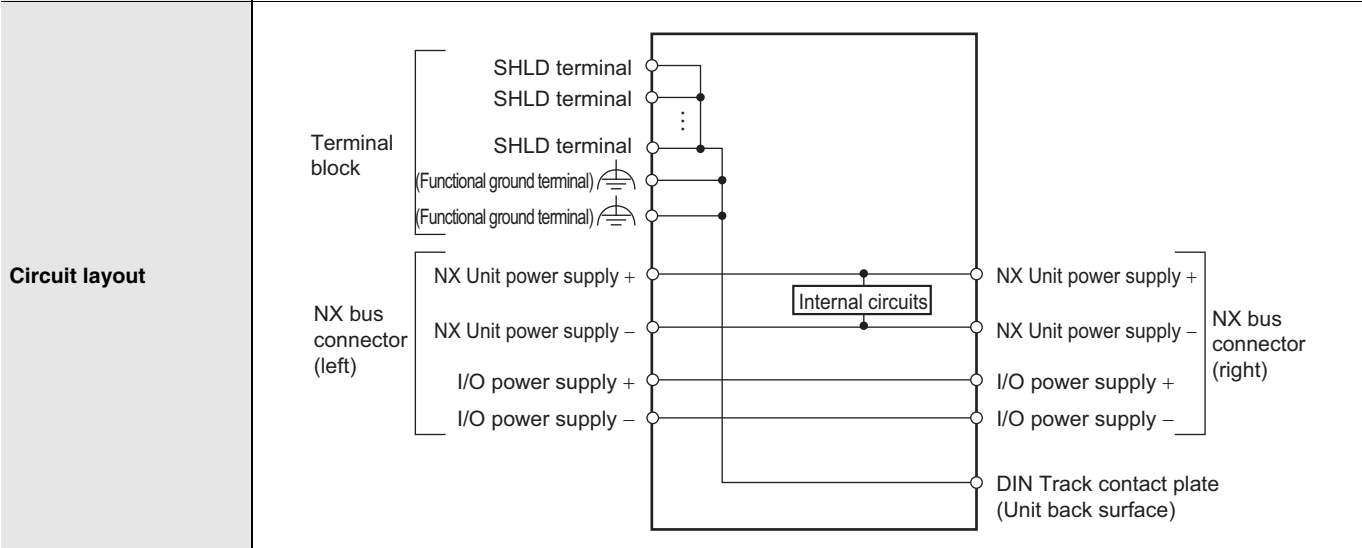 Circuit layout
Terminal
block
SHLD terminal
SHLD terminal
⋮
SHLD terminal
(Functional ground terminal)
(Functional ground terminal)
NX bus
connector
(left)
NX Unit power supply +
NX Unit power supply −
I/O power supply +
I/O power supply −
Internal circuits
NX Unit power supply +
NX Unit power supply −
I/O power supply +
I/O power supply −
NX bus
connector
(right)
DIN Track contact plate
(Unit back surface)